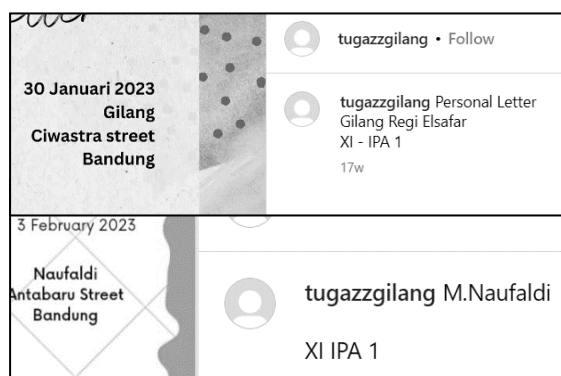 30 Januari 2023
Gilang
Ciwastra street
Bandung
tugazzgilang • Follow
tugazzgilang Personal Letter
Gilang Regi Elsafar
XI - IPA 1
17w
3 February 2023
Naufaldi
Antabaru Street
Bandung
tugazzgilang M.Naufaldi
XI IPA 1